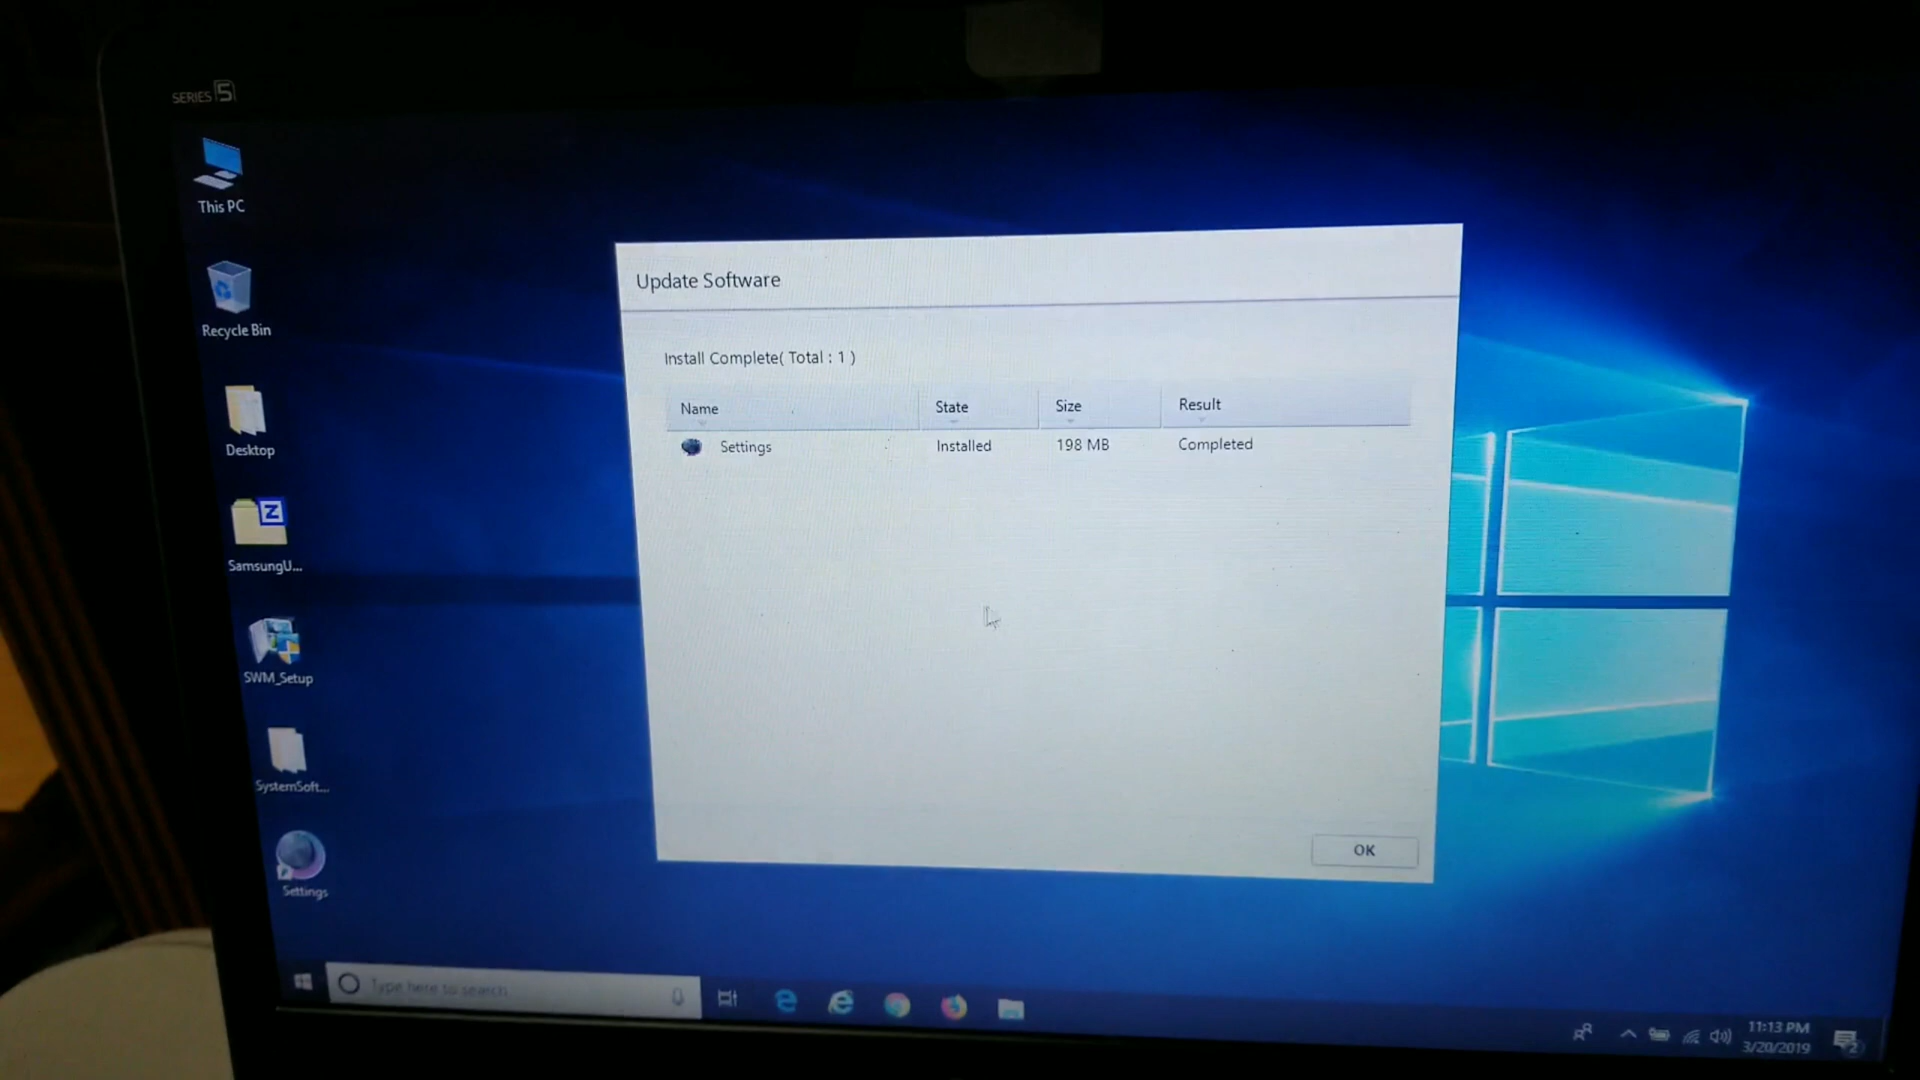 SERIES 5
This PC
Recycle Bin
Desktop
SamsungU...
SWM_Setup
SystemSoft...
Settings
Update Software
Install Complete( Total : 1 )
Name State Size Result
Settings Installed 198 MB Completed
OK
Type here to search
11:13 PM
3/20/2019
2